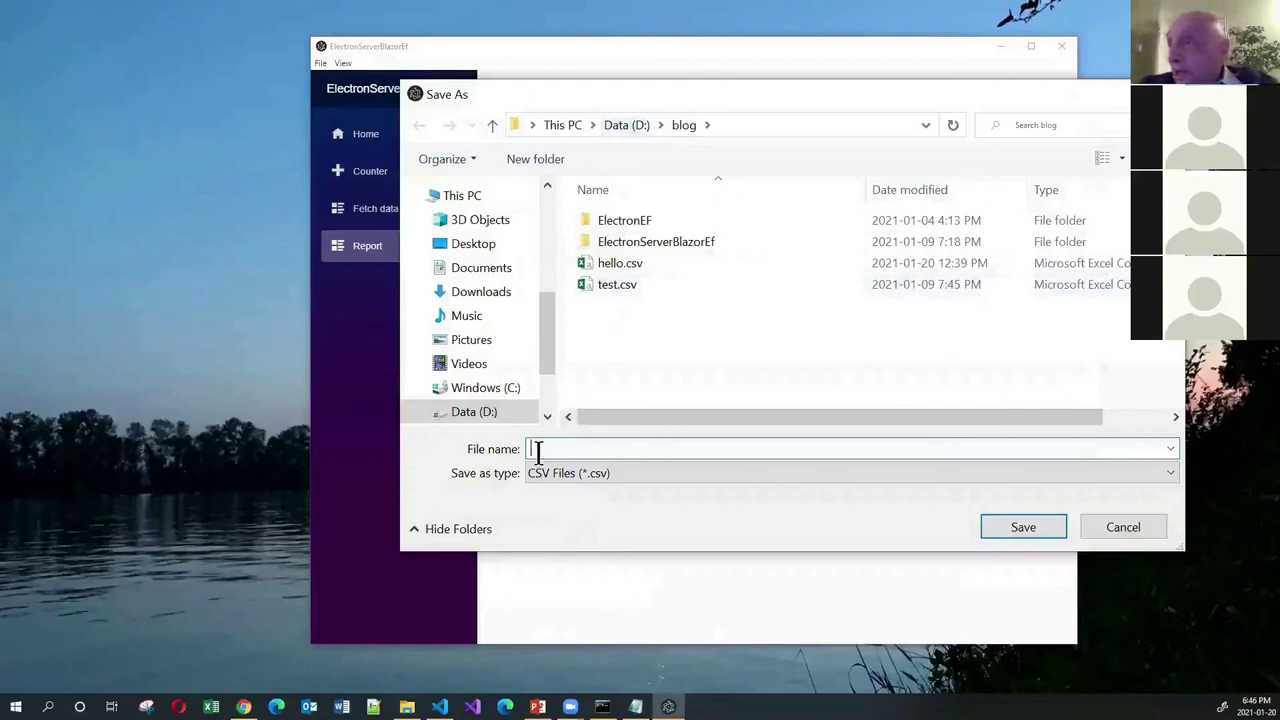 ElectronServerBlazorEf
File View
ElectronServe
Home
Counter
Fetch data
Report
Save As
This PC
Data (D:)
blog
Search blog
Organize
New folder
This PC
3D Objects
Desktop
Documents
Downloads
Music
Pictures
Videos
Windows (C:)
Data (D:)
Name Date modified Type
ElectronEF 2021-01-04 4:13 PM File folder
ElectronServerBlazorEf 2021-01-09 7:18 PM File folder
hello.csv 2021-01-20 12:39 PM Microsoft Excel Co
test.csv 2021-01-09 7:45 PM Microsoft Excel Co
File name:
Save as type: CSV Files (*.csv)
Hide Folders
Save
Cancel
6:46 PM
2021-01-20